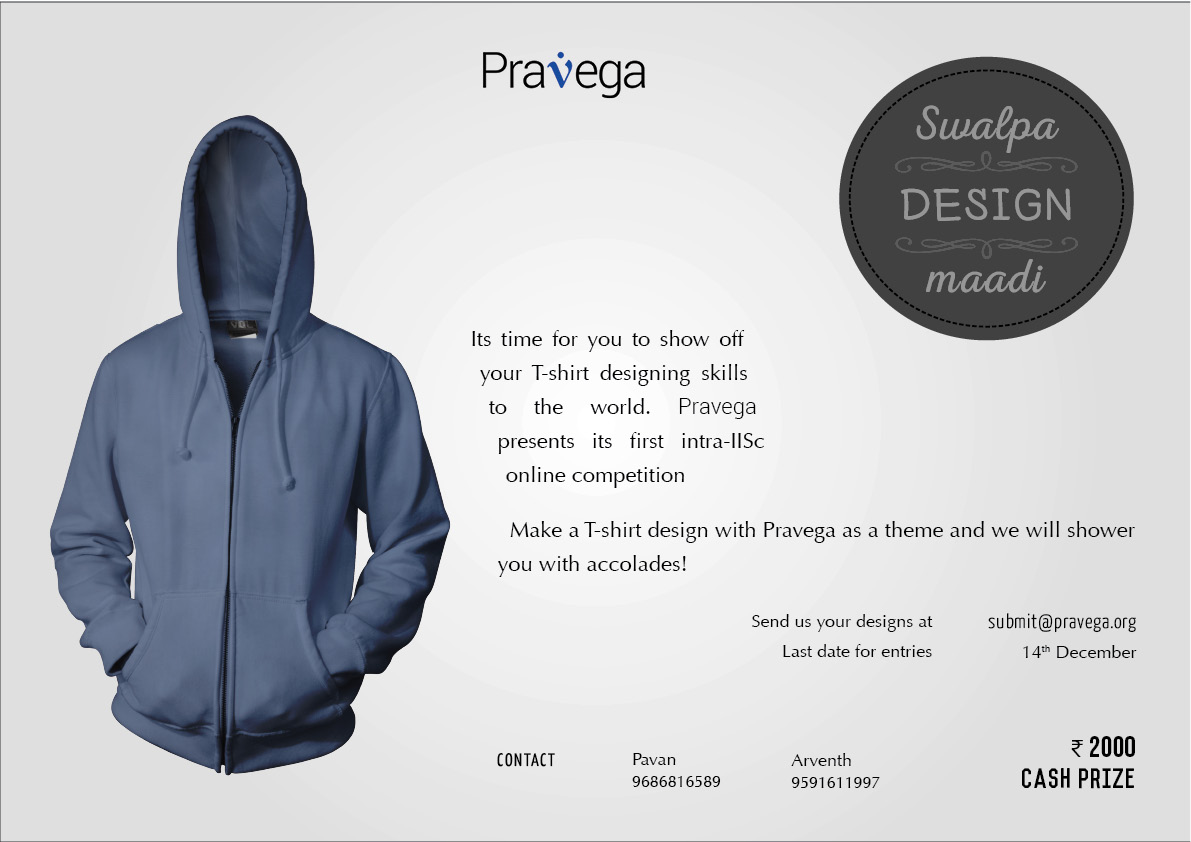 Pravega
Swalpa
DESIGN
maadi
Its time for you to show off
your T-shirt designing skills
to the world. Pravega
presents its first intra-IISc
online competition
Make a T-shirt design with Pravega as a theme and we will shower
you with accolades!
Send us your designs at submit@pravega.org
Last date for entries 14th December
CONTACT
Pavan
9686816589
Arventh
9591611997
₹ 2000
CASH PRIZE